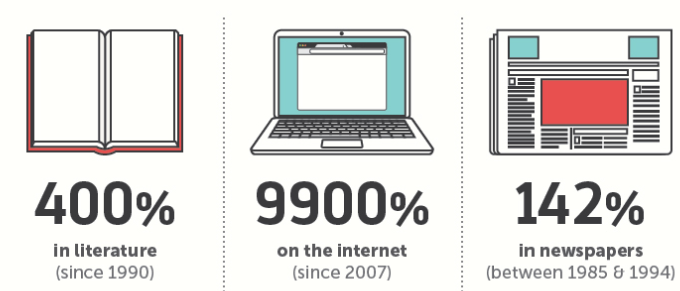 400%
in literature
(since 1990)
9900%
on the internet
(since 2007)
142%
in newspapers
(between 1985 & 1994)